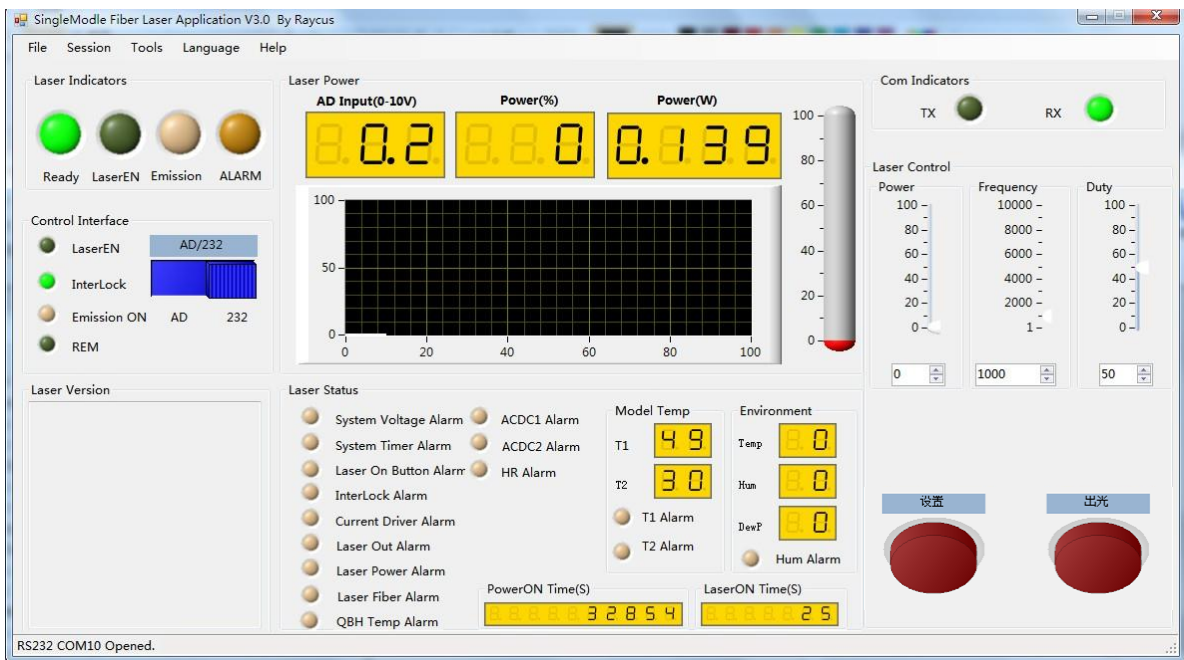 SingleModle Fiber Laser Application V3.0 By Raycus
File Session Tools Language Help
Laser Indicators
Ready LaserEN Emission ALARM
Control Interface
LaserEN
AD/232
InterLock
Emission ON AD 232
REM
Laser Version
Laser Power
AD Input(0-10V) Power(%) Power(W)
0.2 0 0.139
100
50
0
0 20 40 60 80 100
100
80
60
40
20
0
Com Indicators
TX RX
Laser Control
Power Frequency Duty
100 10000 100
80 8000 80
60 6000 60
40 4000 40
20 2000 20
0 1 0
0 1000 50
Laser Status
System Voltage Alarm ACDC1 Alarm
System Timer Alarm ACDC2 Alarm
Laser On Button Alarm HR Alarm
InterLock Alarm
Current Driver Alarm
Laser Out Alarm
Laser Power Alarm
Laser Fiber Alarm
QBH Temp Alarm
Model Temp
T1 49
T2 30
T1 Alarm
T2 Alarm
Environment
Temp 0
Hum 0
DewP 0
Hum Alarm
PowerON Time(S)
32854
LaserON Time(S)
25
设置 出光
RS232 COM10 Opened.